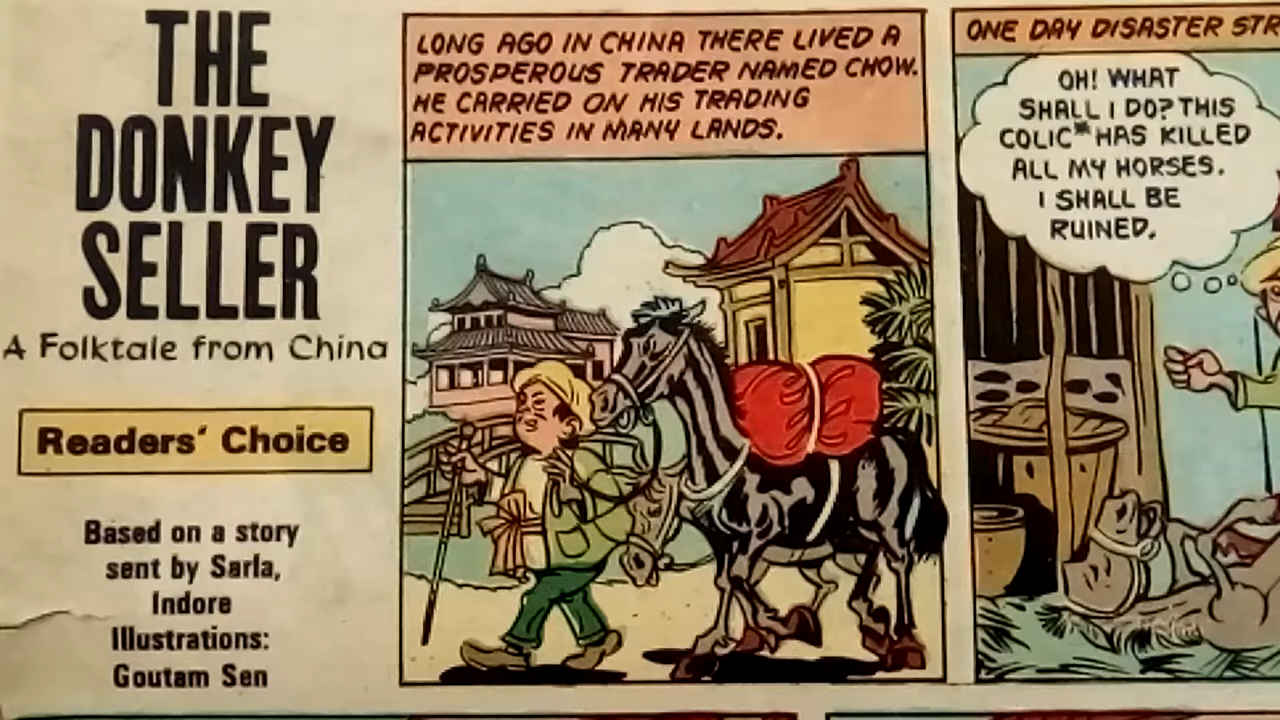 THE
DONKEY
SELLER
A Folktale from China
Readers' Choice
Based on a story
sent by Sarla,
Indore
Illustrations:
Goutam Sen
LONG AGO IN CHINA THERE LIVED A
PROSPEROUS TRADER NAMED CHOW.
HE CARRIED ON HIS TRADING
ACTIVITIES IN MANY LANDS.
ONE DAY DISASTER STR
OH! WHAT
SHALL I DO? THIS
COLIC* HAS KILLED
ALL MY HORSES.
I SHALL BE
RUINED.